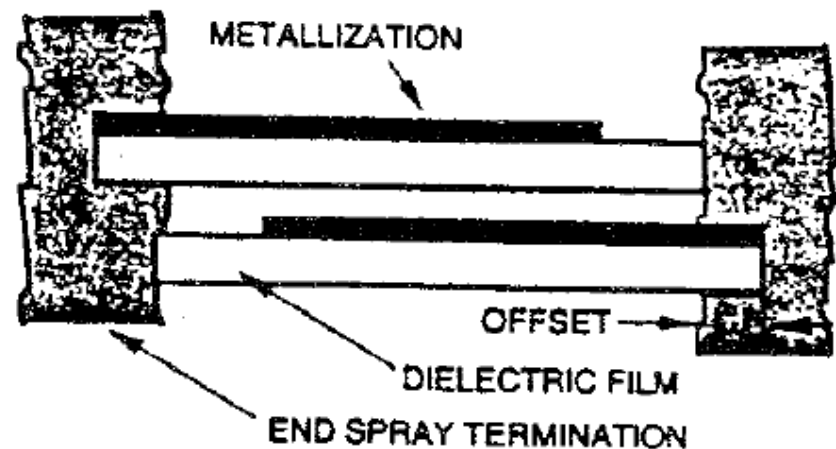 METALLIZATION
OFFSET
DIELECTRIC FILM
END SPRAY TERMINATION